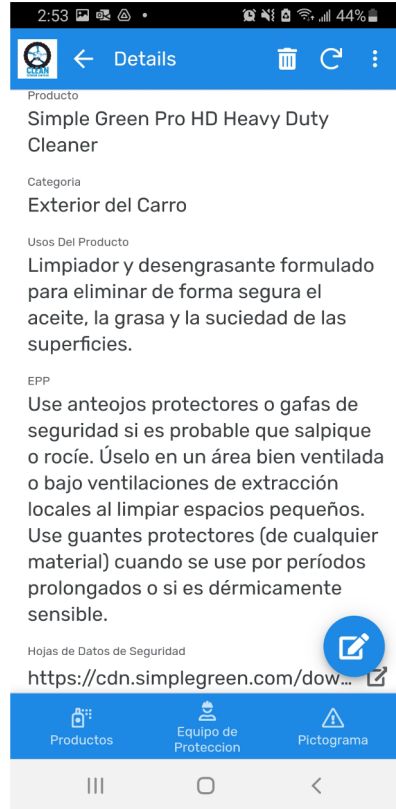 2:53
44%
CLEAN
Details
Producto
Simple Green Pro HD Heavy Duty
Cleaner
Categoria
Exterior del Carro
Usos Del Producto
Limpiador y desengrasante formulado
para eliminar de forma segura el
aceite, la grasa y la suciedad de las
superficies.
EPP
Use anteojos protectores o gafas de
seguridad si es probable que salpique
o rocíe. Úselo en un área bien ventilada
o bajo ventilaciones de extracción
locales al limpiar espacios pequeños.
Use guantes protectores (de cualquier
material) cuando se use por períodos
prolongados o si es dérmicamente
sensible.
Hojas de Datos de Seguridad
https://cdn.simplegreen.com/dow...
Productos
Equipo de
Proteccion
Pictograma